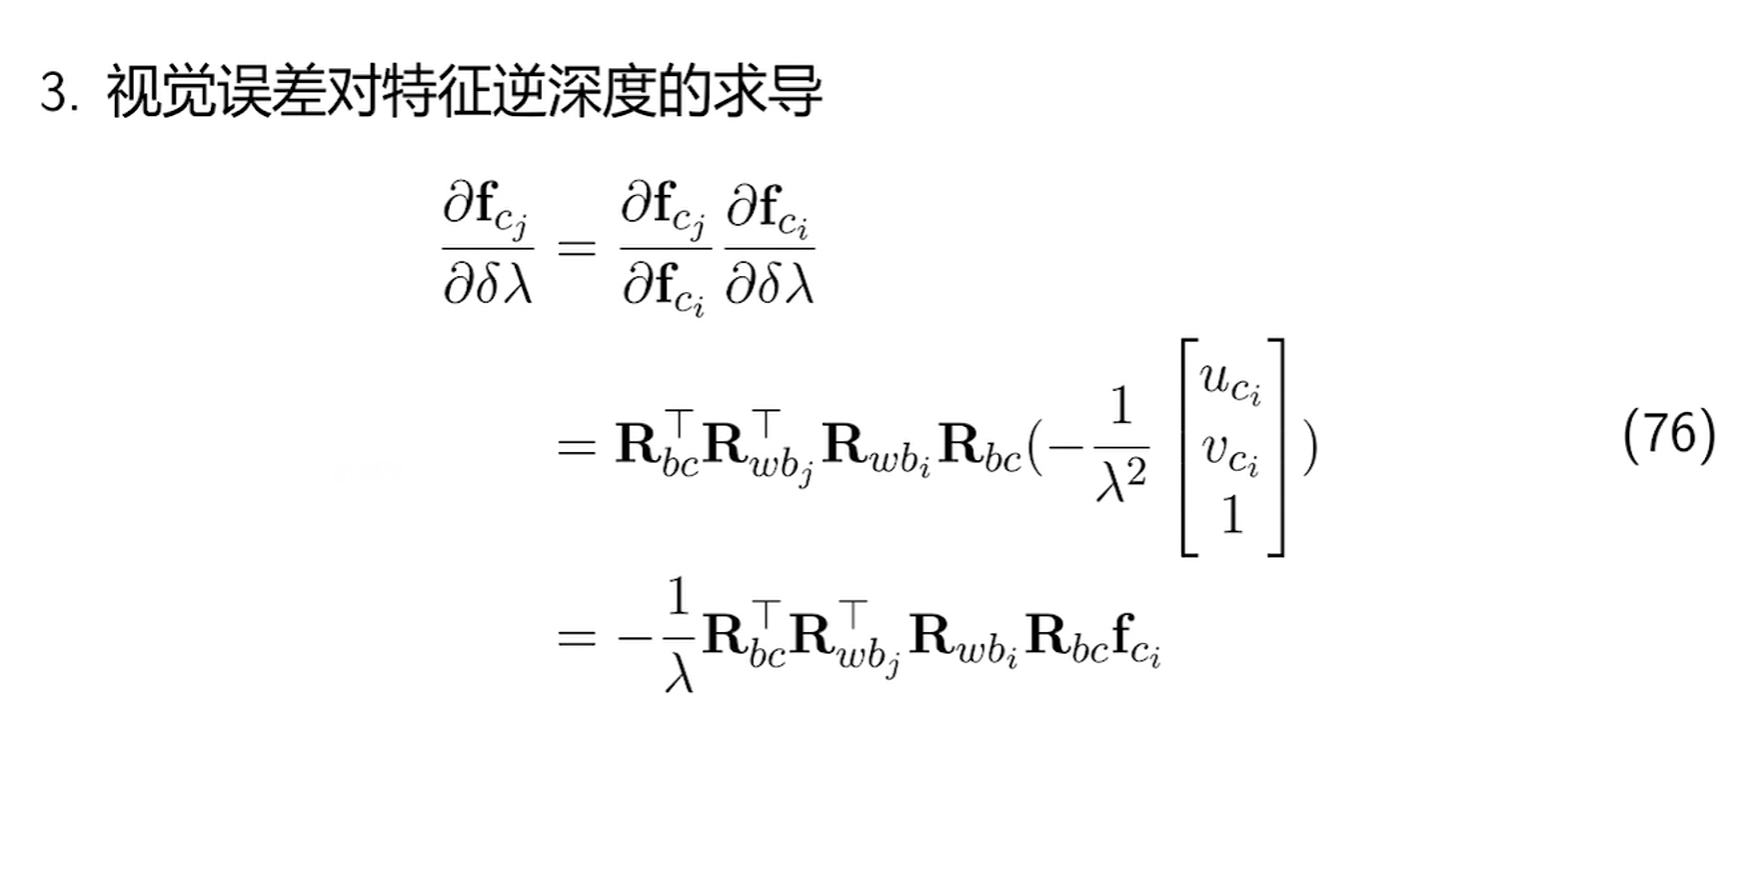 3. 视觉误差对特征逆深度的求导
$$\frac{\partial \mathbf{f}_{c_j}}{\partial \delta\lambda} = \frac{\partial \mathbf{f}_{c_j}}{\partial \mathbf{f}_{c_i}} \frac{\partial \mathbf{f}_{c_i}}{\partial \delta\lambda}$$
$$= \mathbf{R}_{bc}^{\top} \mathbf{R}_{wb_j}^{\top} \mathbf{R}_{wb_i} \mathbf{R}_{bc} (-\frac{1}{\lambda^2} \begin{bmatrix} u_{c_i} \\ v_{c_i} \\ 1 \end{bmatrix}) \quad (76)$$
$$= -\frac{1}{\lambda} \mathbf{R}_{bc}^{\top} \mathbf{R}_{wb_j}^{\top} \mathbf{R}_{wb_i} \mathbf{R}_{bc} \mathbf{f}_{c_i}$$